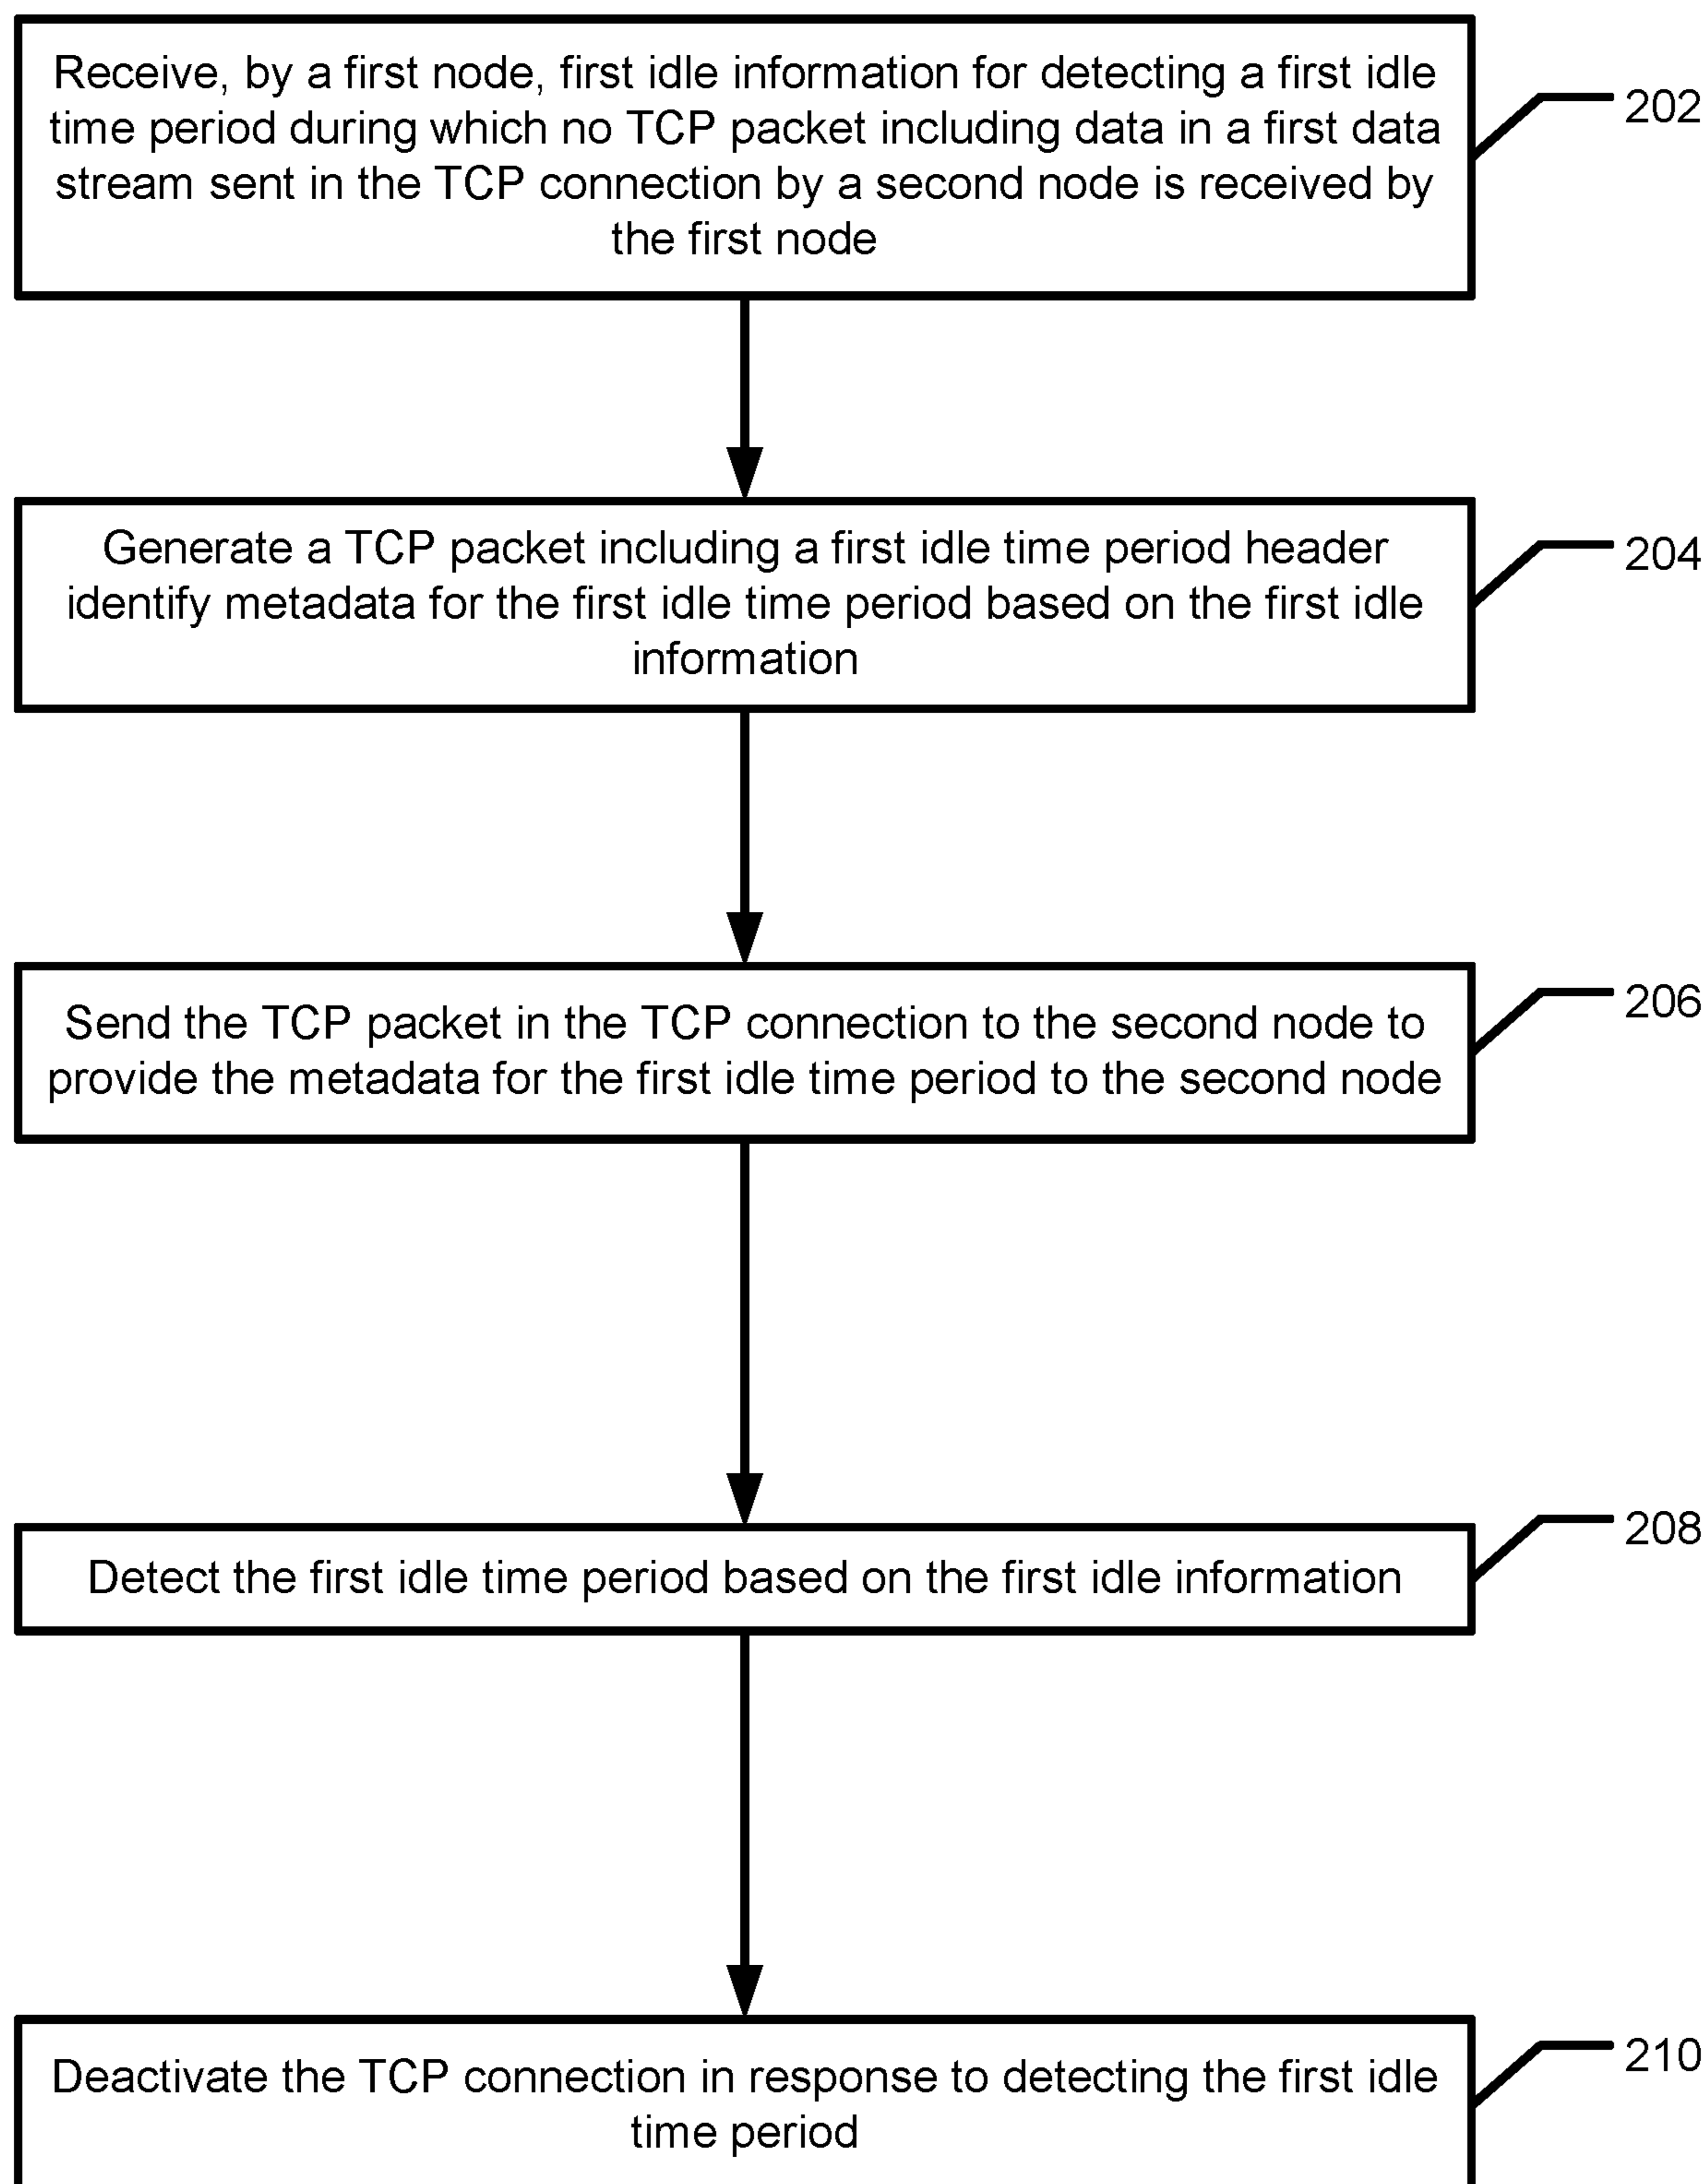 Receive, by a first node, first idle information for detecting a first idle
time period during which no TCP packet including data in a first data
stream sent in the TCP connection by a second node is received by
the first node
202
Generate a TCP packet including a first idle time period header
identify metadata for the first idle time period based on the first idle
information
204
Send the TCP packet in the TCP connection to the second node to
provide the metadata for the first idle time period to the second node
206
Detect the first idle time period based on the first idle information
208
Deactivate the TCP connection in response to detecting the first idle
time period
210